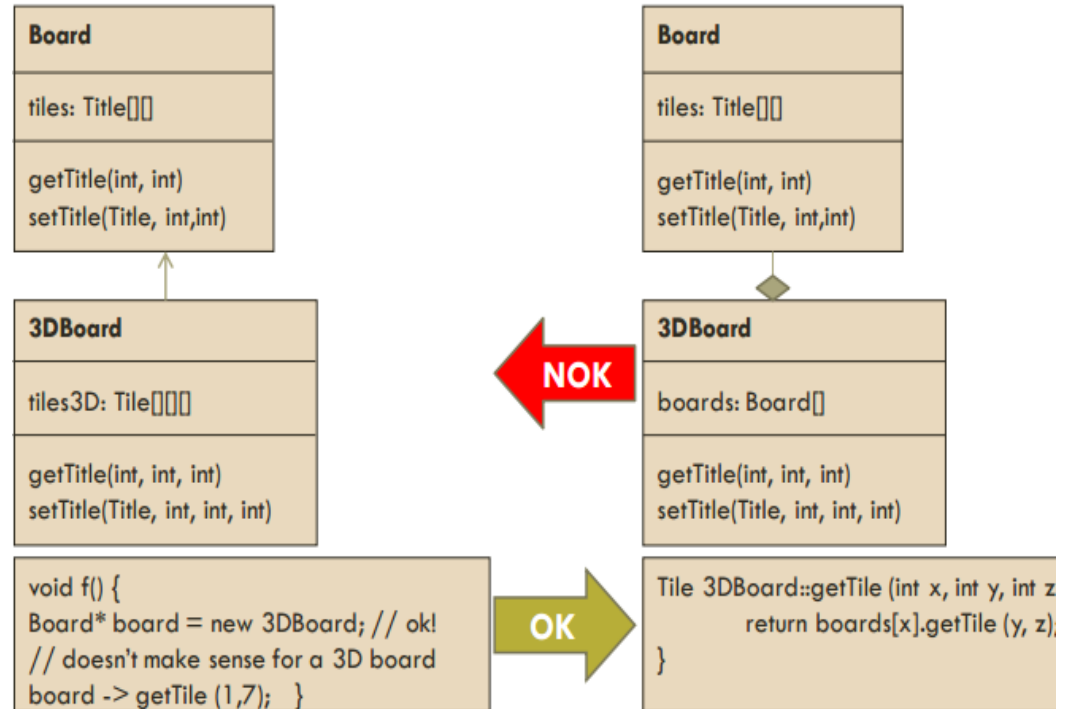 Board
tiles: Title[][]
getTitle(int, int)
setTitle(Title, int,int)
3DBoard
tiles3D: Tile[][][]
getTitle(int, int, int)
setTitle(Title, int, int, int)
void f() {
Board* board = new 3DBoard; // ok!
// doesn't make sense for a 3D board
board -> getTile (1,7); }
NOK
OK
Board
tiles: Title[][]
getTitle(int, int)
setTitle(Title, int,int)
3DBoard
boards: Board[]
getTitle(int, int, int)
setTitle(Title, int, int, int)
Tile 3DBoard::getTile (int x, int y, int z
return boards[x].getTile (y, z);
}